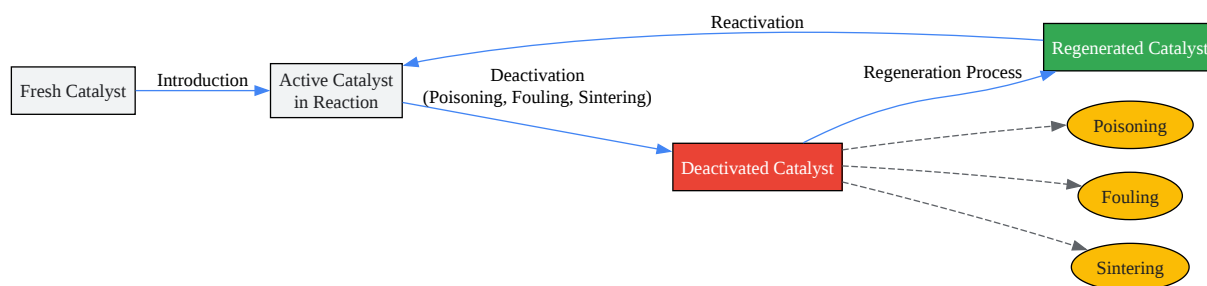 Reactivation
Regenerated Catalyst
Fresh Catalyst
Introduction
Active Catalyst
in Reaction
Deactivation
(Poisoning, Fouling, Sintering)
Regeneration Process
Deactivated Catalyst
Poisoning
Fouling
Sintering